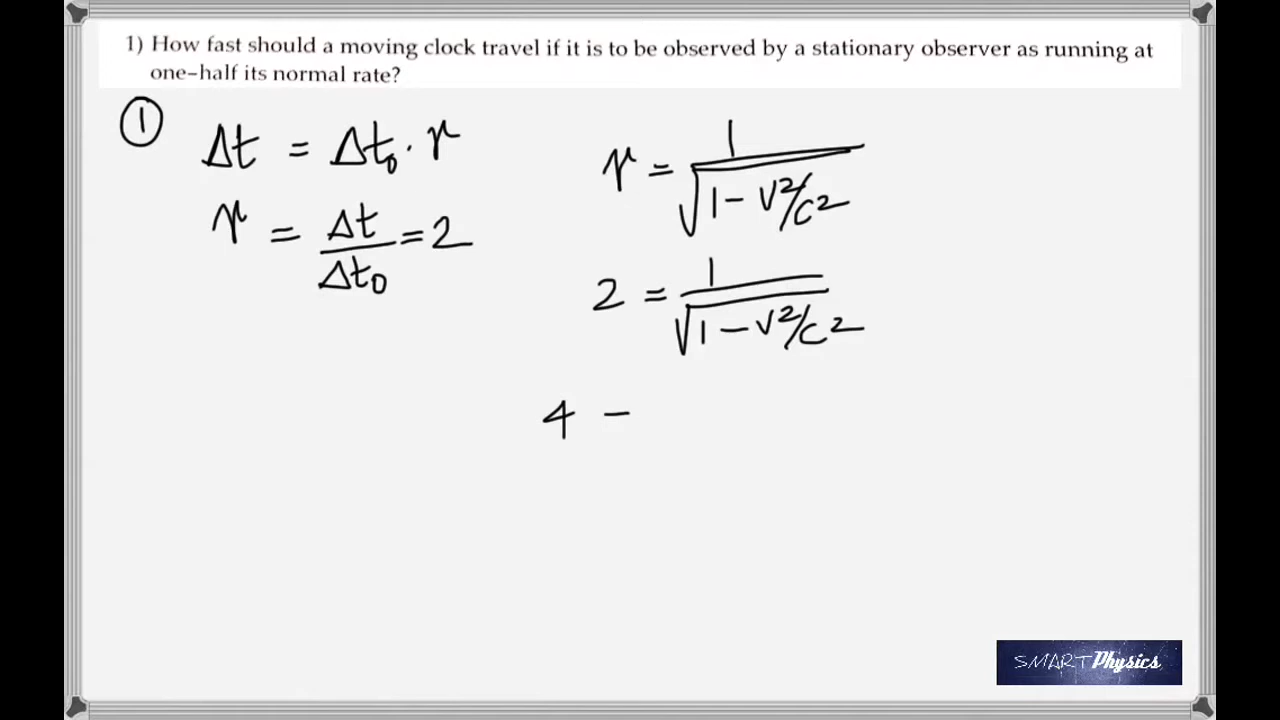 1) How fast should a moving clock travel if it is to be observed by a stationary observer as running at
one-half its normal rate?
①
Δt = Δt₀ · γ
γ = Δt/Δt₀ = 2
γ = 1/√(1 - v²/c²)
2 = 1/√(1 - v²/c²)
4 -
SMARTPhysics